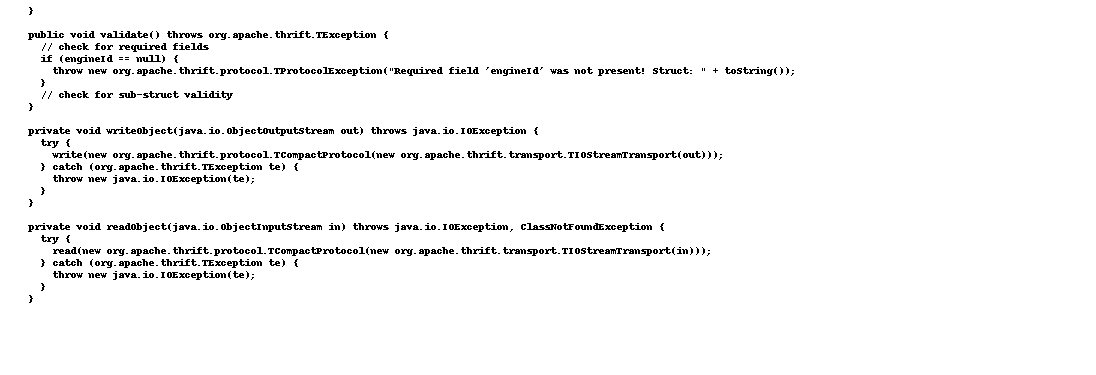 }
public void validate() throws org.apache.thrift.TException {
// check for required fields
if (engineId == null) {
throw new org.apache.thrift.protocol.TProtocolException("Required field 'engineId' was not present! Struct: " + toString());
}
// check for sub-struct validity
}
private void writeObject(java.io.ObjectOutputStream out) throws java.io.IOException {
try {
write(new org.apache.thrift.protocol.TCompactProtocol(new org.apache.thrift.transport.TIOStreamTransport(out)));
} catch (org.apache.thrift.TException te) {
throw new java.io.IOException(te);
}
}
private void readObject(java.io.ObjectInputStream in) throws java.io.IOException, ClassNotFoundException {
try {
read(new org.apache.thrift.protocol.TCompactProtocol(new org.apache.thrift.transport.TIOStreamTransport(in)));
} catch (org.apache.thrift.TException te) {
throw new java.io.IOException(te);
}
}